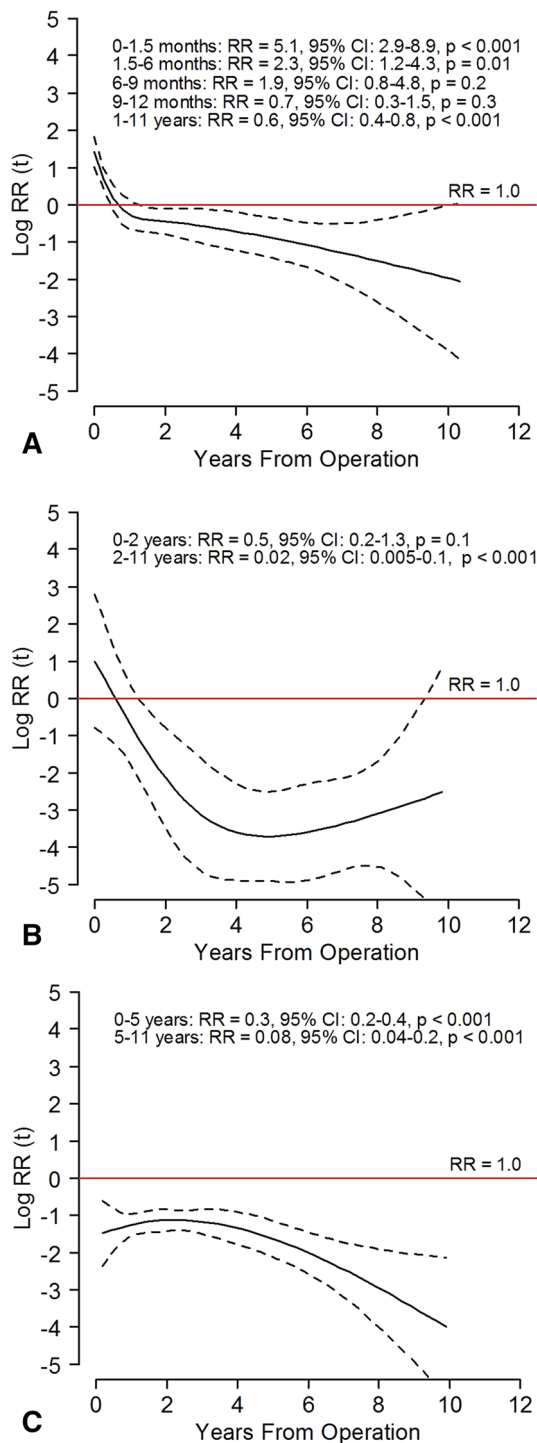 5
0-1.5 months: RR = 5.1, 95% CI: 2.9-8.9, p < 0.001
4
1.5-6 months: RR = 2.3, 95% CI: 1.2-4.3, p = 0.01
6-9 months: RR = 1.9, 95% CI: 0.8-4.8, p = 0.2
3
9-12 months: RR = 0.7, 95% CI: 0.3-1.5, p = 0.3
1-11 years: RR = 0.6, 95% CI: 0.4-0.8, p < 0.001
2
1
RR = 1.0
0
-1
-2
-3
-4
-5
Log RR (t)
0 2 4 6 8 10 12
Years From Operation
A
5
0-2 years: RR = 0.5, 95% CI: 0.2-1.3, p = 0.1
4
2-11 years: RR = 0.02, 95% CI: 0.005-0.1, p < 0.001
3
2
1
RR = 1.0
0
-1
-2
-3
-4
-5
Log RR (t)
0 2 4 6 8 10 12
Years From Operation
B
5
0-5 years: RR = 0.3, 95% CI: 0.2-0.4, p < 0.001
4
5-11 years: RR = 0.08, 95% CI: 0.04-0.2, p < 0.001
3
2
1
RR = 1.0
0
-1
-2
-3
-4
-5
Log RR (t)
0 2 4 6 8 10 12
Years From Operation
C